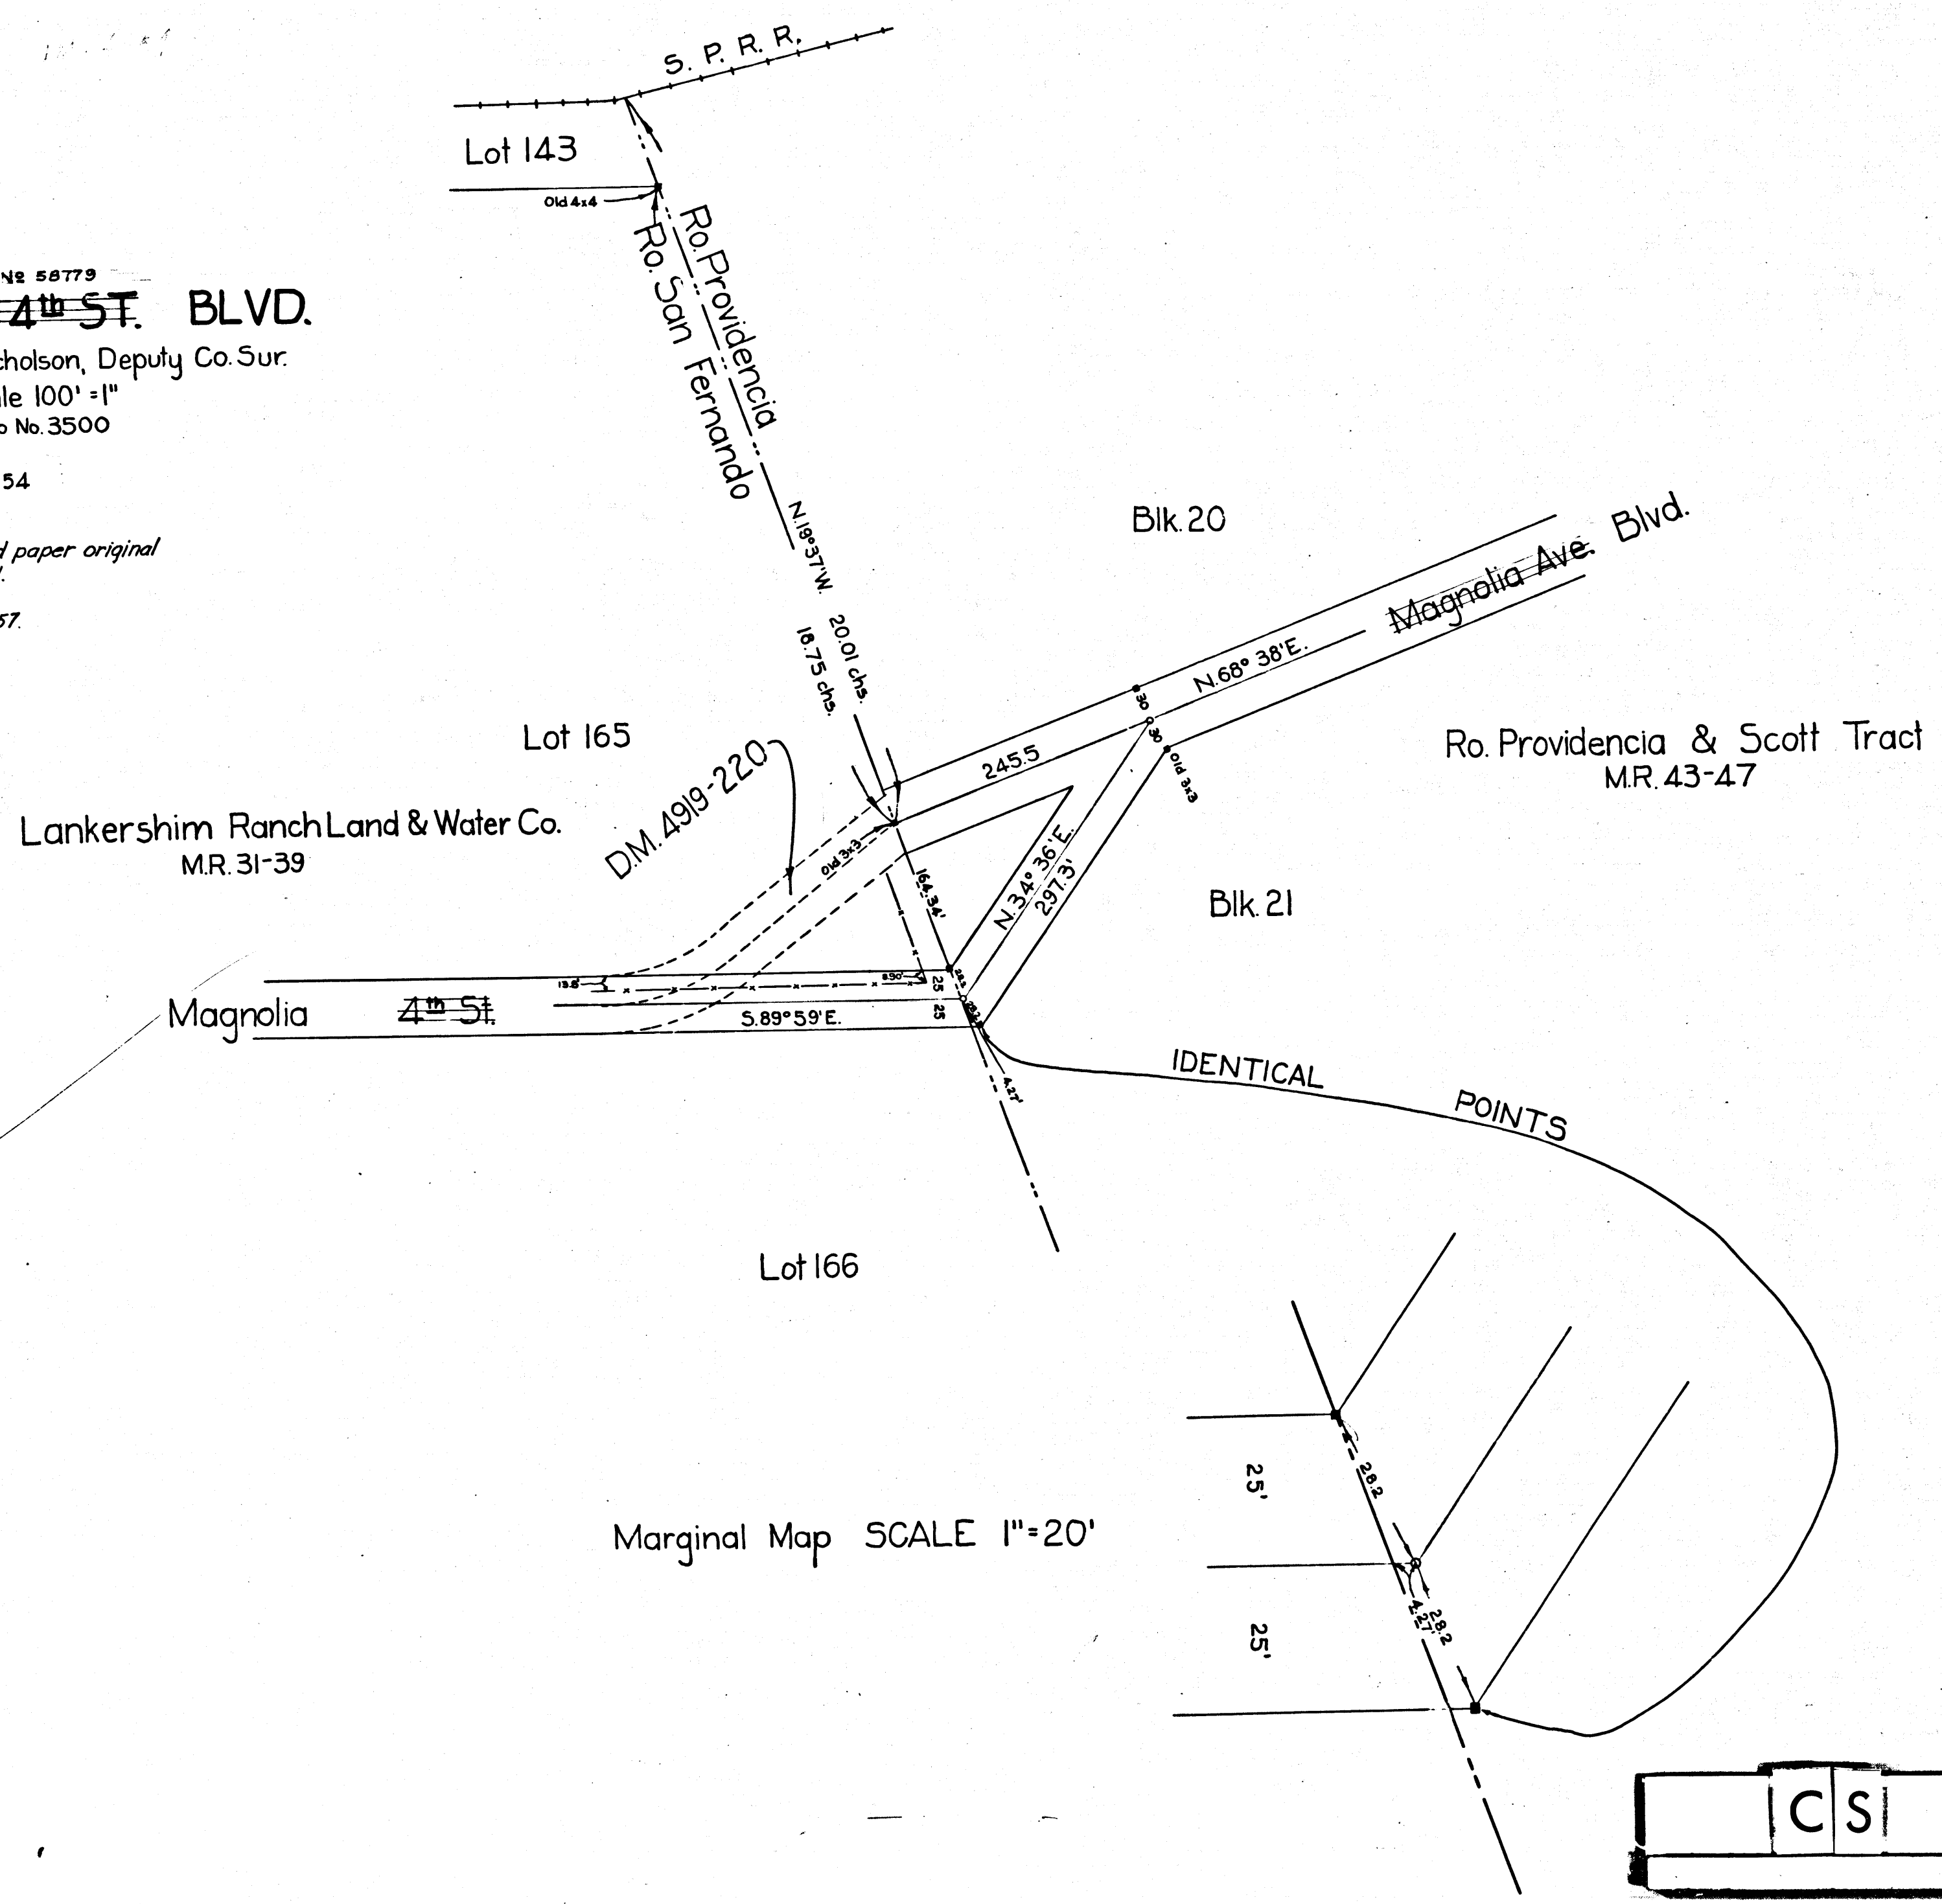 S. P. R. R.
Lot 143
Old 4x4
Ro. Providencia
Ro. San Fernando
Nº 58779
4th ST. BLVD.
cholson, Deputy Co. Sur.
le 100' = 1"
No. 3500
54
paper original
57.
N.19°37'W. 20.01 chs.
18.75 chs.
Blk. 20
Magnolia Ave. Blvd.
N.68° 38'E.
30
30
Old 3x3
245.5
Lot 165
D.M. 4919-220
Ro. Providencia & Scott Tract
M.R. 43-47
Lankershim Ranch Land & Water Co.
M.R. 31-39
Old 3x3
164.34'
N.34° 36'E.
297.3'
Blk. 21
13.8'
8.90'
25
25
28.2
28.2
Magnolia 4th St.
S.89°59'E.
4.27'
IDENTICAL POINTS
Lot 166
25'
28.2
Marginal Map SCALE 1"=20'
4.27'
28.2
25'
C S